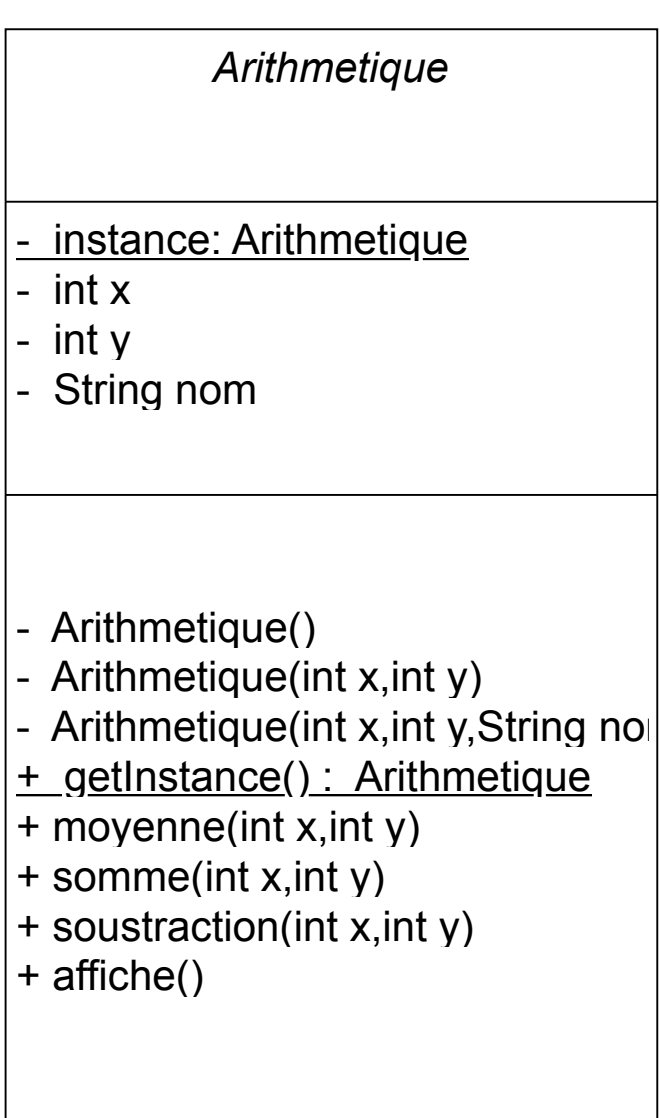 Arithmetique
- instance: Arithmetique
- int x
- int y
- String nom
- Arithmetique()
- Arithmetique(int x,int y)
- Arithmetique(int x,int y,String
+ getInstance() : Arithmetique
+ moyenne(int x,int y)
+ somme(int x,int y)
+ soustraction(int x,int y)
+ affiche()